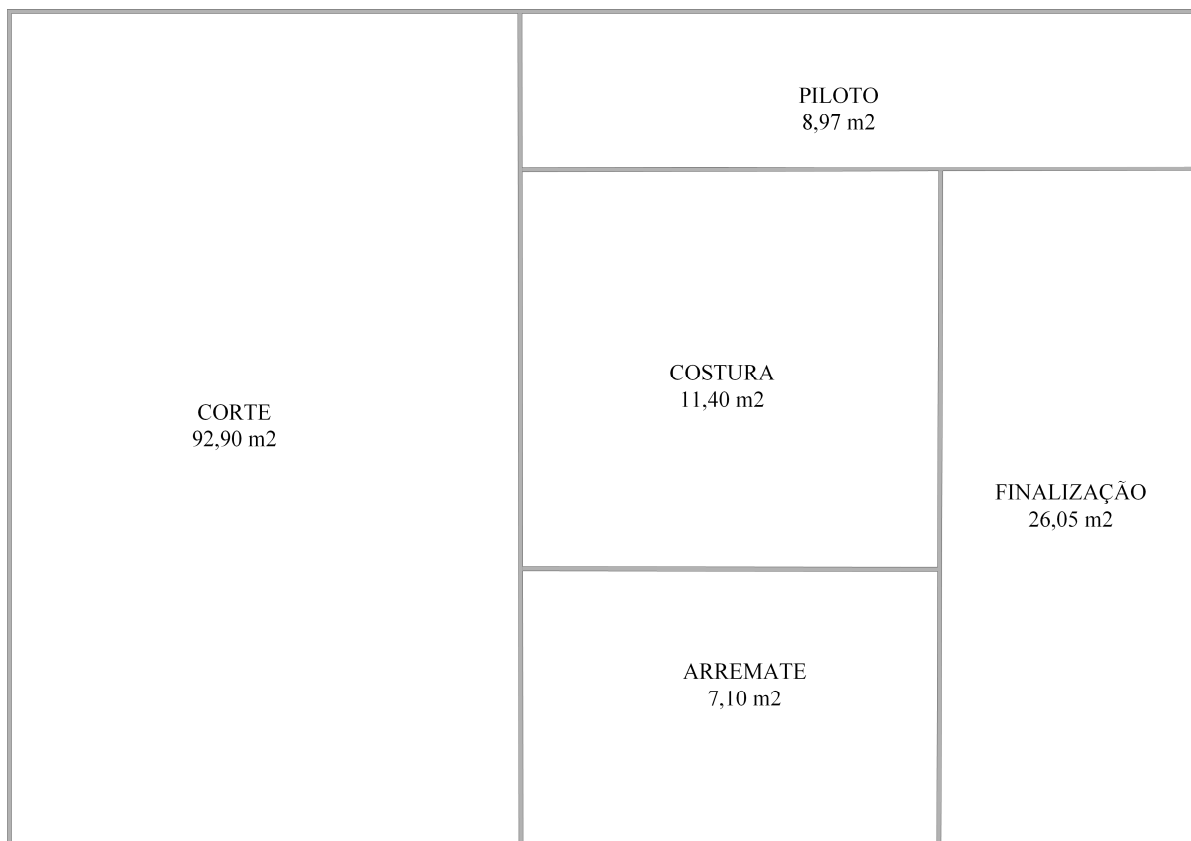 PILOTO
8,97 m2
COSTURA
11,40 m2
CORTE
92,90 m2
FINALIZAÇÃO
26,05 m2
ARREMATE
7,10 m2